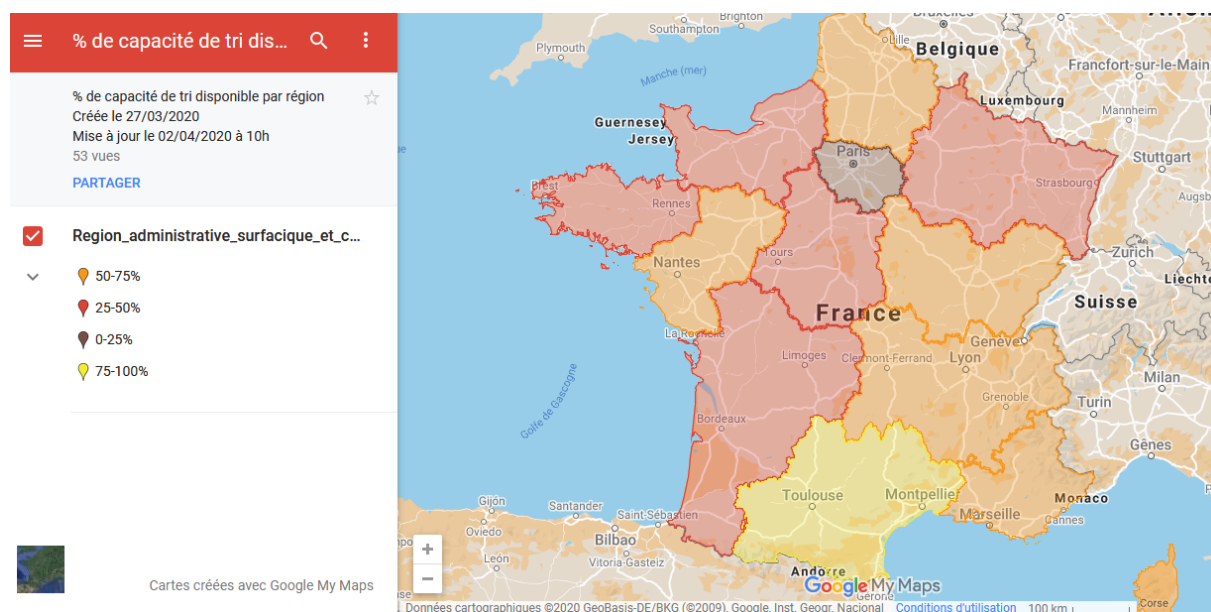 % de capacité de tri dis...
% de capacité de tri disponible par région
Créée le 27/03/2020
Mise à jour le 02/04/2020 à 10h
53 vues
PARTAGER
Region_administrative_surfacique_et_c...
50-75%
25-50%
0-25%
75-100%
Cartes créées avec Google My Maps
Brighton
Southampton
Plymouth
Lille
Belgique
Francfort-sur-le-Main
Manche (mer)
Luxembourg
Mannheim
Guernesey
Jersey
Paris
Stuttgart
Strasbourg
Brest
Rennes
Augsb
Nantes
Tours
Zurich
Liechte
Suisse
France
La Rochelle
Genève
Limoges
Clermont-Ferrand
Lyon
Milan
Grenoble
Turin
Golfe de Gascogne
Bordeaux
Gênes
Toulouse
Montpellier
Monaco
Gijón
Santander
Saint-Sébastien
Marseille
Cannes
Oviedo
Bilbao
León
Vitoria-Gasteiz
Andorre
Google My Maps
Gérone
Corse
Données cartographiques ©2020 GeoBasis-DE/BKG (©2009), Google, Inst. Geogr. Nacional
Conditions d'utilisation
100 km